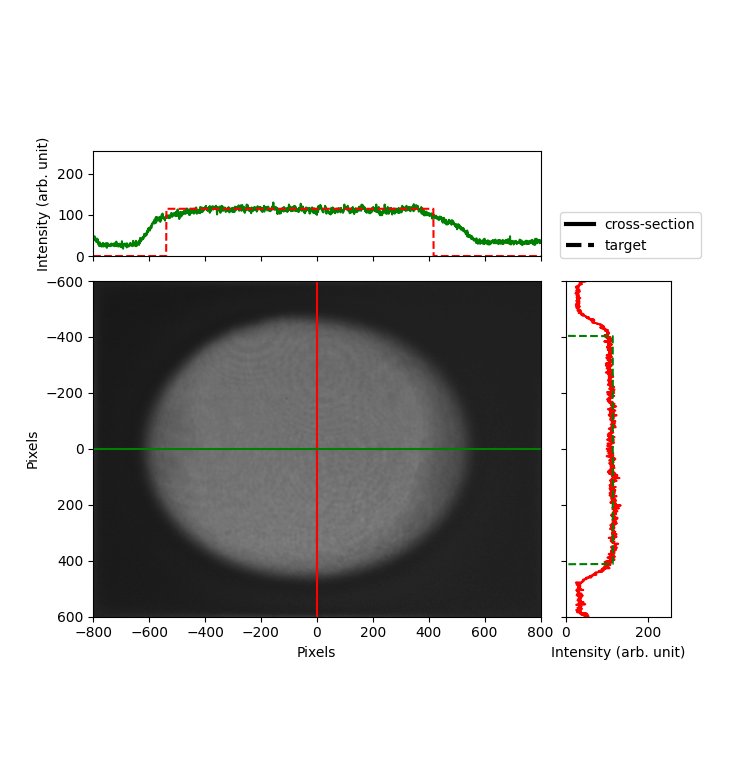 Intensity (arb. unit)
200
100
0
cross-section
target
Pixels
−600
−400
−200
0
200
400
600
−800 −600 −400 −200 0 200 400 600 800
Pixels
0 200
Intensity (arb. unit)